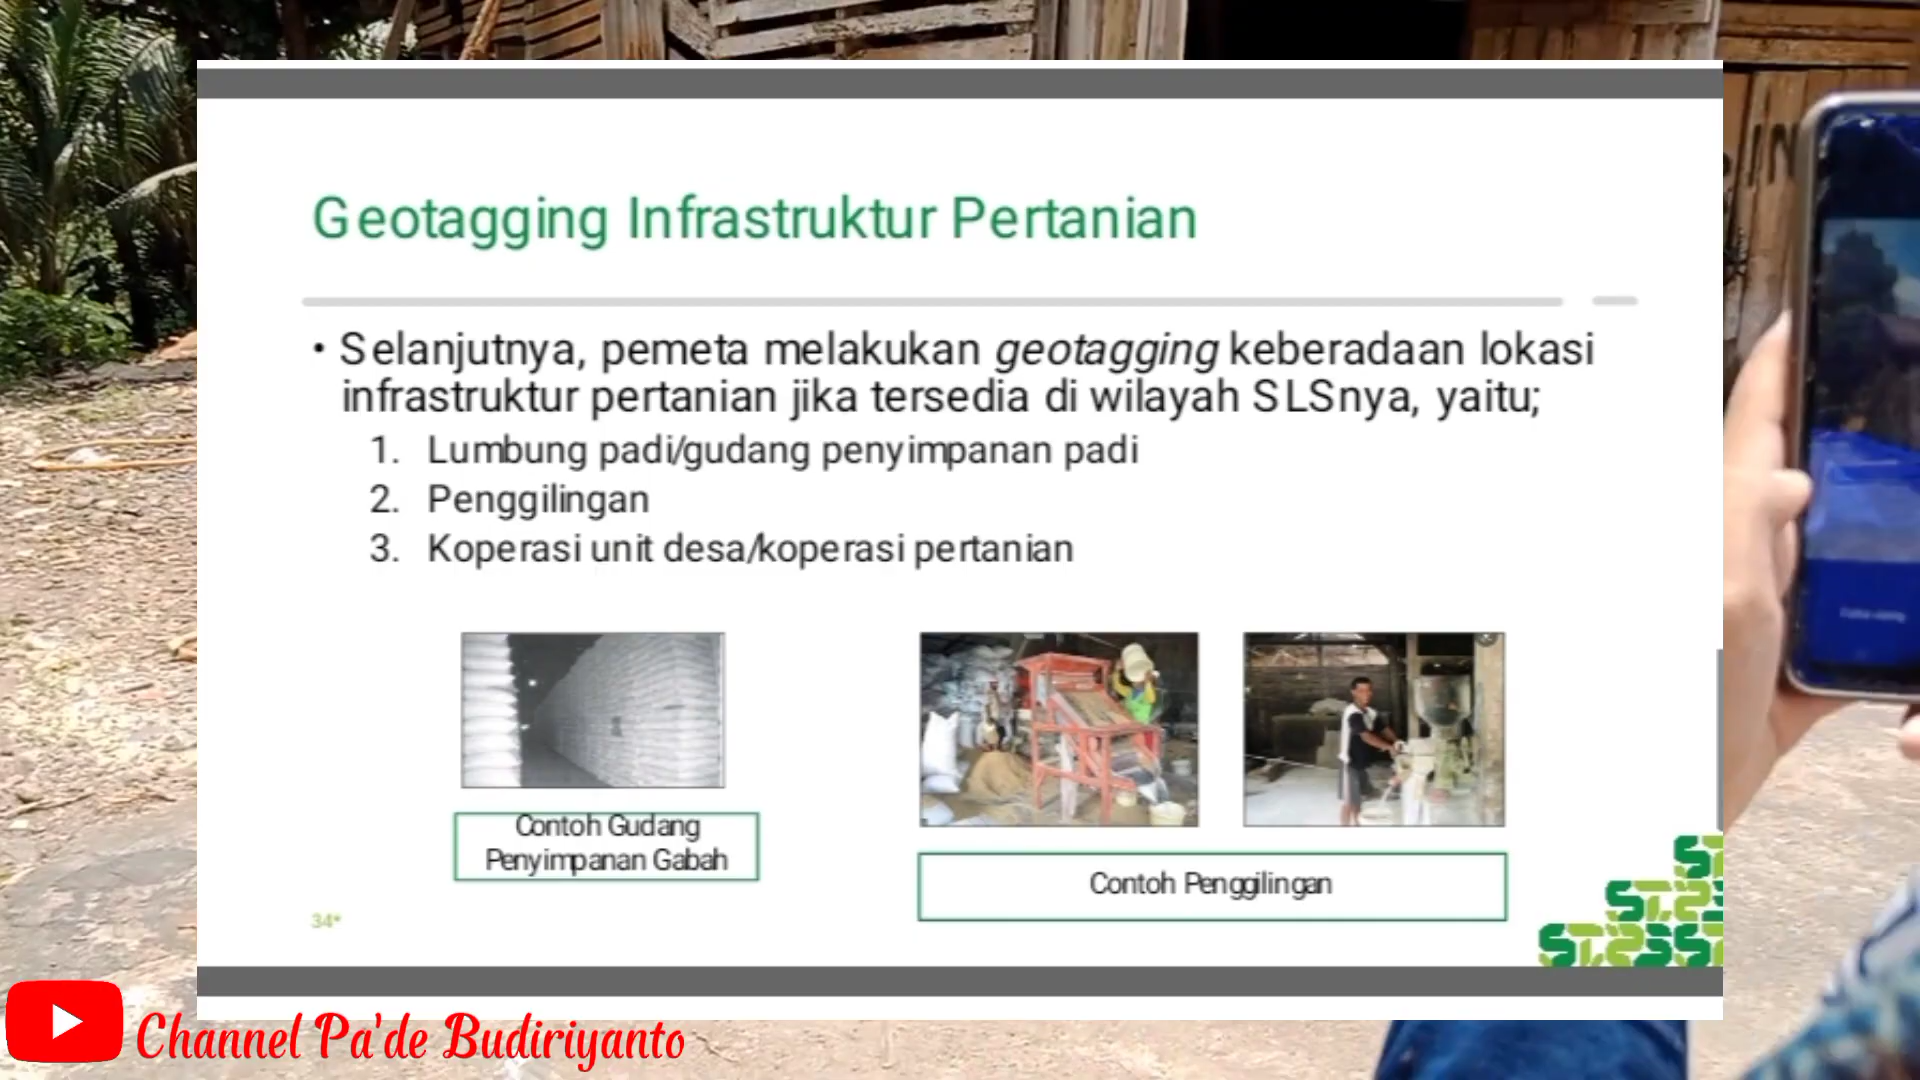 Geotagging Infrastruktur Pertanian
• Selanjutnya, pemeta melakukan geotagging keberadaan lokasi
infrastruktur pertanian jika tersedia di wilayah SLSnya, yaitu;
1. Lumbung padi/gudang penyimpanan padi
2. Penggilingan
3. Koperasi unit desa/koperasi pertanian
Contoh Gudang
Penyimpanan Gabah
Contoh Penggilingan
34*
Channel Pa'de Budiriyanto